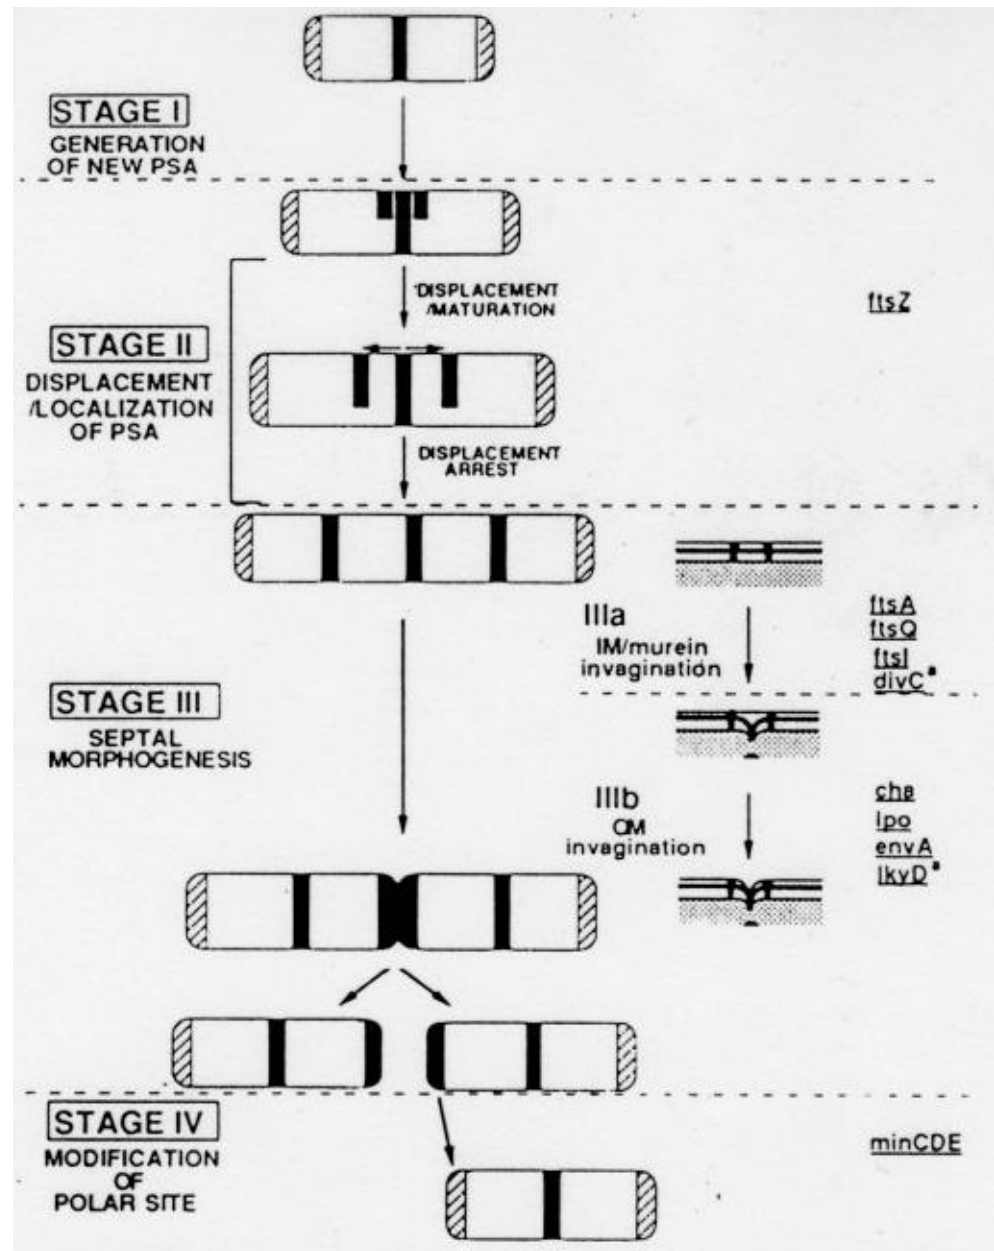 STAGE I
GENERATION
OF NEW PSA
DISPLACEMENT
/MATURATION
ftsZ
STAGE II
DISPLACEMENT
/LOCALIZATION
OF PSA
DISPLACEMENT
ARREST
IIIa
IM/murein
invagination
ftsA
ftsQ
ftsI
divC a
STAGE III
SEPTAL
MORPHOGENESIS
IIIb
OM
invagination
cha
lpo
envA
lkyD a
STAGE IV
MODIFICATION
OF
POLAR SITE
minCDE